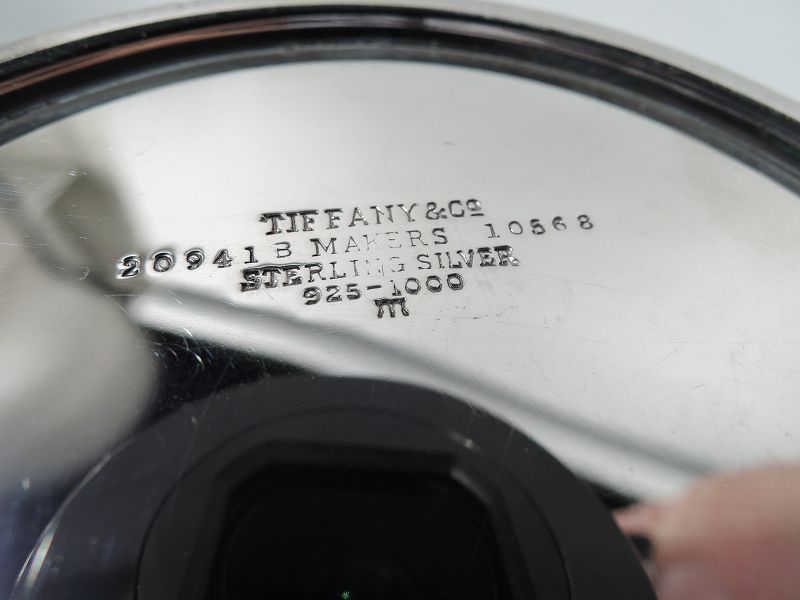 TIFFANY & Cº
20941B MAKERS 10568
STERLING SILVER
925-1000
m